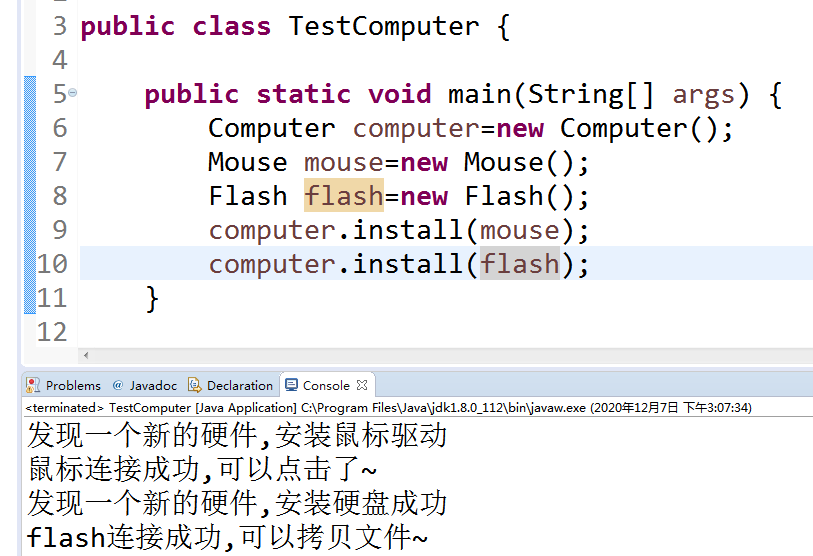 3 public class TestComputer {
4
5 public static void main(String[] args) {
6 Computer computer=new Computer();
7 Mouse mouse=new Mouse();
8 Flash flash=new Flash();
9 computer.install(mouse);
10 computer.install(flash);
11 }
12
Problems @ Javadoc Declaration Console
<terminated> TestComputer [Java Application] C:\Program Files\Java\jdk1.8.0_112\bin\javaw.exe (2020年12月7日 下午3:07:34)
发现一个新的硬件,安装鼠标驱动
鼠标连接成功,可以点击了~
发现一个新的硬件,安装硬盘成功
flash连接成功,可以拷贝文件~